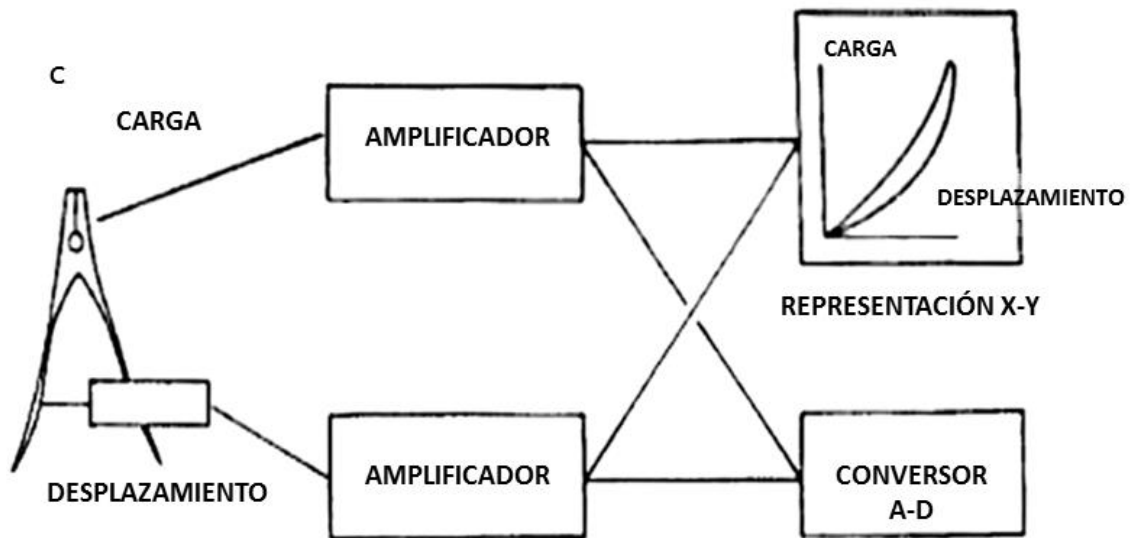 C
CARGA
AMPLIFICADOR
CARGA
DESPLAZAMIENTO
REPRESENTACIÓN X-Y
DESPLAZAMIENTO
AMPLIFICADOR
CONVERSOR
A-D